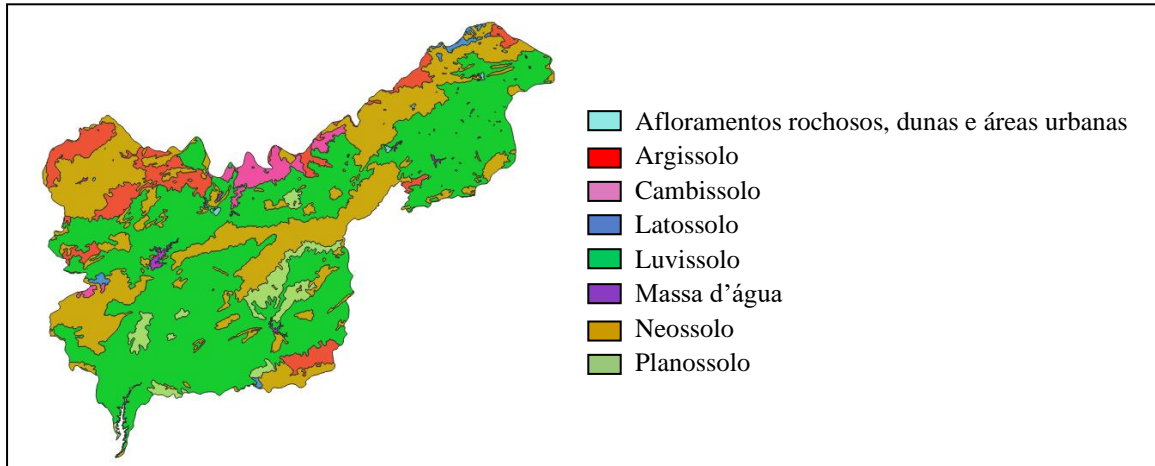 Afloramentos rochosos, dunas e áreas urbanas
Argissolo
Cambissolo
Latossolo
Luvissolo
Massa d’água
Neossolo
Planossolo